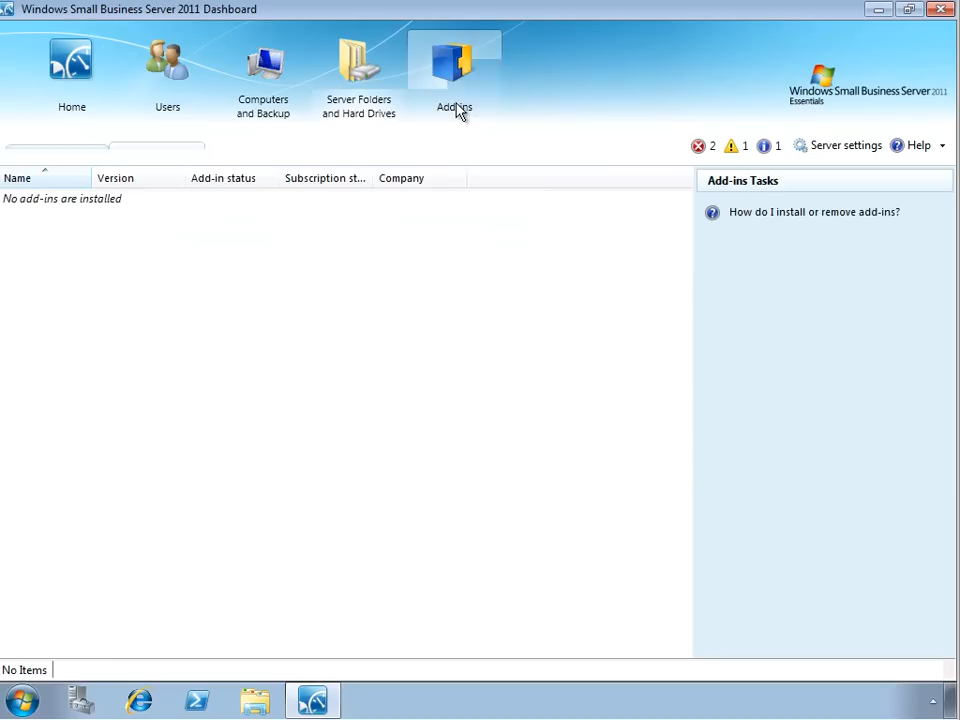 Windows Small Business Server 2011 Dashboard
Home
Users
Computers
and Backup
Server Folders
and Hard Drives
Add-ins
Windows Small Business Server 2011
Essentials
2
1
1
Server settings
Help
Name
Version
Add-in status
Subscription st...
Company
No add-ins are installed
Add-ins Tasks
How do I install or remove add-ins?
No Items